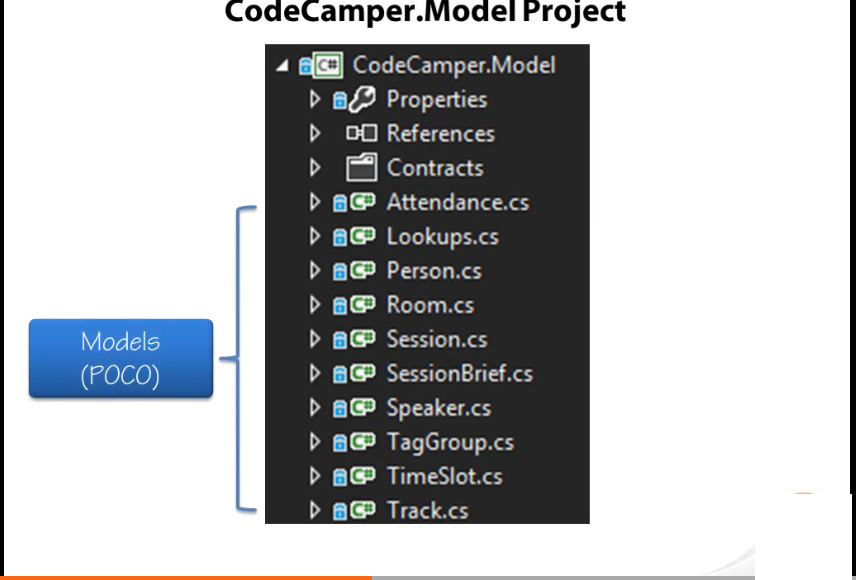 CodeCamper.Model Project
C# CodeCamper.Model
Properties
References
Contracts
C# Attendance.cs
C# Lookups.cs
C# Person.cs
C# Room.cs
C# Session.cs
C# SessionBrief.cs
C# Speaker.cs
C# TagGroup.cs
C# TimeSlot.cs
C# Track.cs
Models
(POCO)